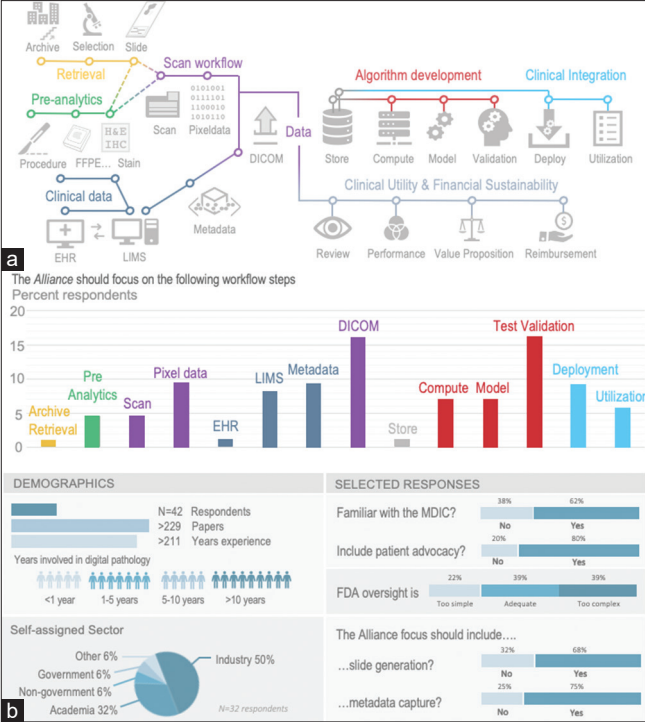 Archive Selection Slide
Retrieval
Scan workflow
Pre-analytics
Procedure FFPE... Stain
H&E
IHC
0101001
0111101
1100010
1010110
Scan Pixeldata
DICOM
Data
Clinical data
EHR LIMS
Metadata
Algorithm development
Clinical Integration
Store Compute Model Validation Deploy Utilization
Clinical Utility & Financial Sustainability
$
Review Performance Value Proposition Reimbursement
a
The Alliance should focus on the following workflow steps
Percent respondents
20
15
10
5
0
Archive
Retrieval
Pre
Analytics
Scan
Pixel data
EHR
LIMS
Metadata
DICOM
Store
Compute
Model
Test Validation
Deployment
Utilization
DEMOGRAPHICS
N=42 Respondents
>229 Papers
>211 Years experience
Years involved in digital pathology
<1 year 1-5 years 5-10 years >10 years
Self-assigned Sector
Other 6%
Government 6%
Non-government 6%
Academia 32%
Industry 50%
N=32 respondents
b
SELECTED RESPONSES
38% 62%
Familiar with the MDIC?
No Yes
20% 80%
Include patient advocacy?
No Yes
22% 39% 39%
FDA oversight is
Too simple Adequate Too complex
The Alliance focus should include....
32% 68%
...slide generation?
No Yes
25% 75%
...metadata capture?
No Yes